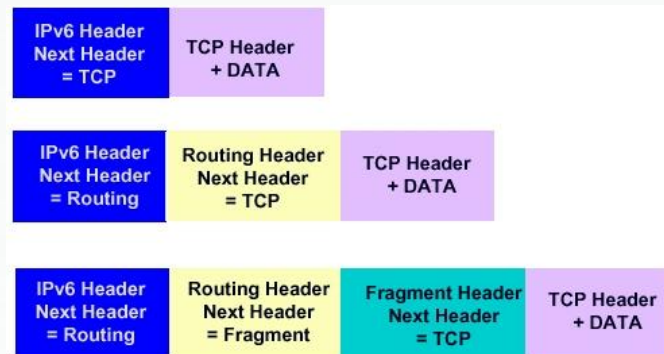 IPv6 Header
Next Header
= TCP
TCP Header
+ DATA
IPv6 Header
Next Header
= Routing
Routing Header
Next Header
= TCP
TCP Header
+ DATA
IPv6 Header
Next Header
= Routing
Routing Header
Next Header
= Fragment
Fragment Header
Next Header
= TCP
TCP Header
+ DATA